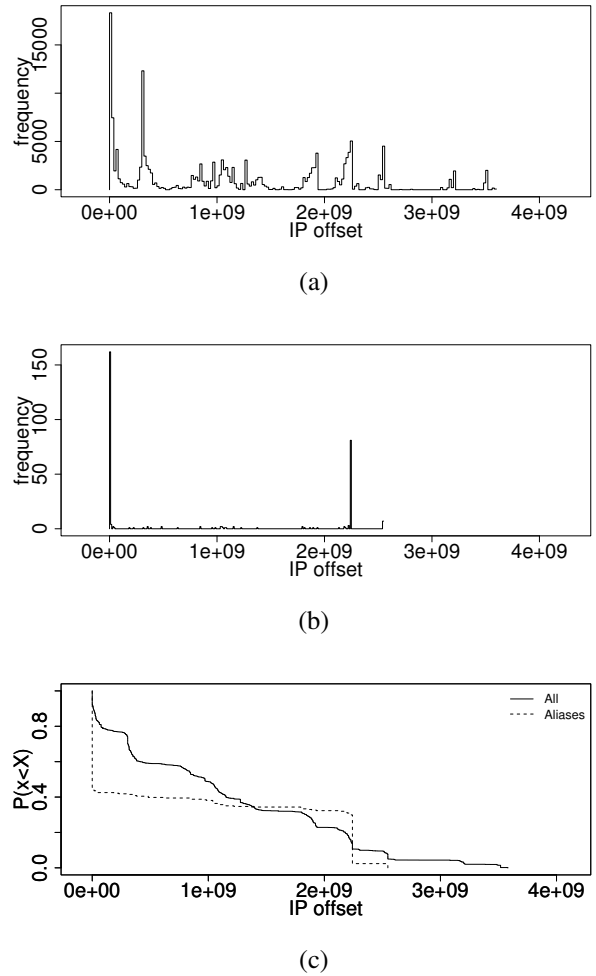 15000
5000
0
frequency
0e+00 1e+09 2e+09 3e+09 4e+09
IP offset
(a)
150
100
50
0
frequency
0e+00 1e+09 2e+09 3e+09 4e+09
IP offset
(b)
All
Aliases
0.8
0.4
0.0
P(x<X)
0e+00 1e+09 2e+09 3e+09 4e+09
IP offset
(c)